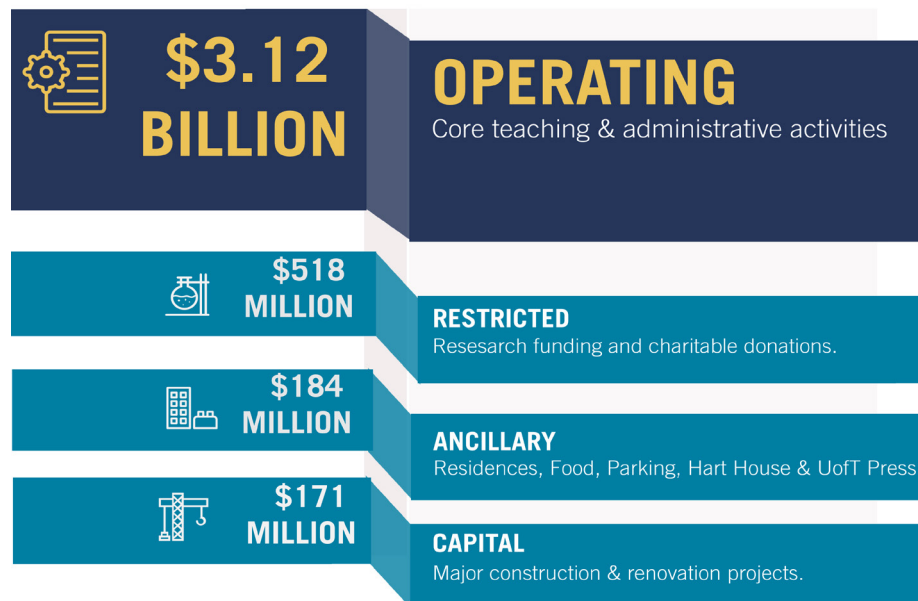 $3.12
BILLION
OPERATING
Core teaching & administrative activities
$518
MILLION
RESTRICTED
Resesarch funding and charitable donations.
$184
MILLION
ANCILLARY
Residences, Food, Parking, Hart House & UofT Press
$171
MILLION
CAPITAL
Major construction & renovation projects.